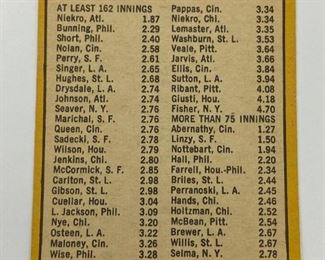 AT LEAST 162 INNINGS
Niekro, Atl. 1.87
Bunning, Phil. 2.29
Short, Phil. 2.40
Nolan, Cin. 2.58
Perry, S. F. 2.61
Singer, L. A. 2.65
Hughes, St. L. 2.68
Drysdale, L. A. 2.74
Johnson, Atl. 2.74
Seaver, N. Y. 2.76
Marichal, S. F. 2.76
Queen, Cin. 2.76
Sadecki, S. F. 2.78
Wilson, Hou. 2.79
Jenkins, Chi. 2.80
McCormick, S. F. 2.85
Carlton, St. L. 2.98
Gibson, St. L. 2.98
Cuellar, Hou. 3.04
L. Jackson, Phil. 3.10
Nye, Chi. 3.20
Osteen, L. A. 3.22
Maloney, Cin. 3.26
Wise, Phil. 3.28
Pappas, Cin. 3.34
Niekro, Chi. 3.34
Lemaster, Atl. 3.35
Washburn, St. L. 3.53
Veale, Pitt. 3.64
Jarvis, Atl. 3.65
Ellis, Cin. 3.84
Sutton, L. A. 3.94
Ribant, Pitt. 4.08
Giusti, Hou. 4.18
Fisher, N. Y. 4.70
MORE THAN 75 INNINGS
Abernathy, Cin. 1.27
Linzy, S. F. 1.50
Nottebart, Cin. 1.94
Hall, Phil. 2.20
Farrell, Hou.-Phil. 2.34
Briles, St. L. 2.44
Perranoski, L. A. 2.45
Hands, Chi. 2.46
Holtzman, Chi. 2.52
McBean, Pitt. 2.54
Brewer, L. A. 2.67
Willis, St. L. 2.67
Selma, N. Y. 2.78